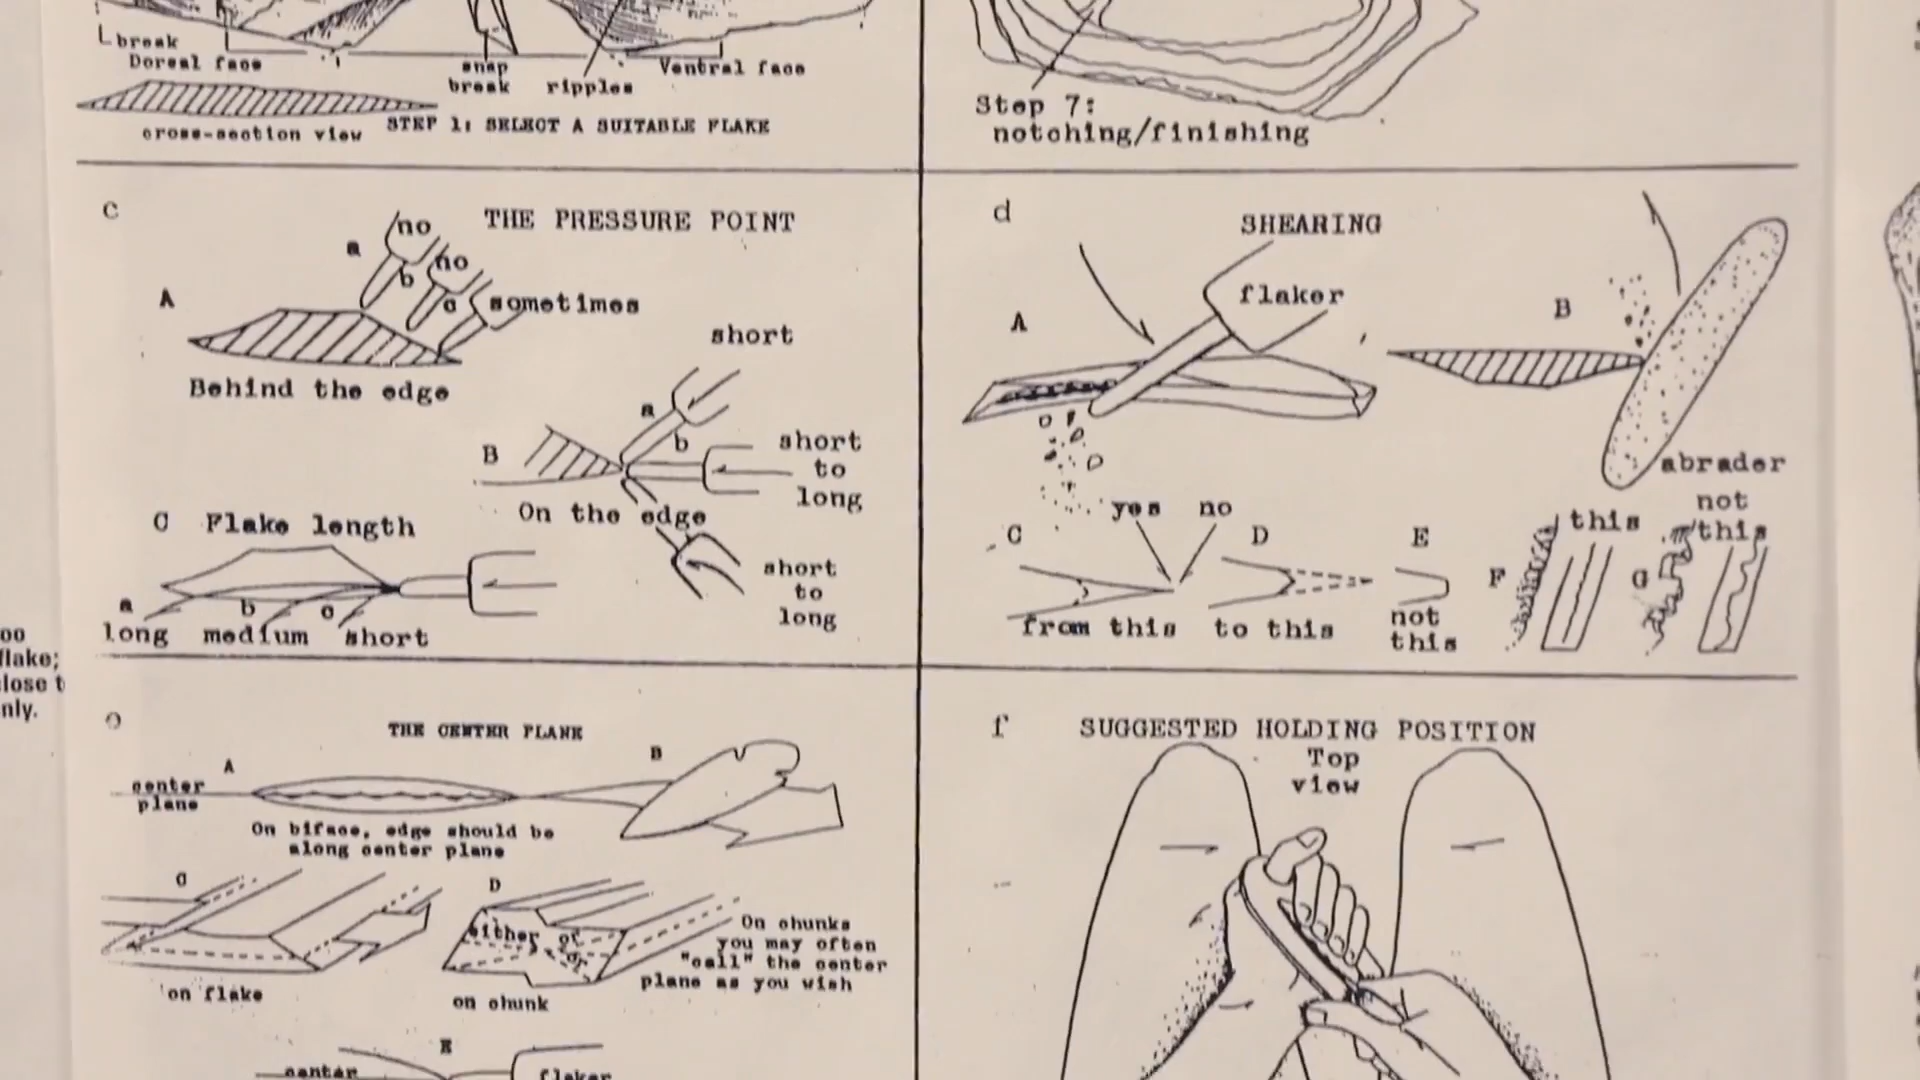 break
Dorsal face
snap
break
ripples
Ventral face
cross-section view
STEP 1: SELECT A SUITABLE FLAKE
Step 7:
notching/finishing
c
THE PRESSURE POINT
no
a
no
b
c
sometimes
A
Behind the edge
short
a
b
B
short
to
long
On the edge
short
to
long
C Flake length
a
b
c
long medium short
d
SHEARING
flaker
A
B
abrader
yes no
C
D
E
from this
to this
not
this
F
this
G
not
this
oo
flake;
lose t
nly.
e
THE CENTER PLANE
A
B
center
plane
On biface, edge should be
along center plane
C
on flake
D
either or
or
on chunk
On chunks
you may often
"call" the center
plane as you wish
E
center
flaker
f
SUGGESTED HOLDING POSITION
Top
view